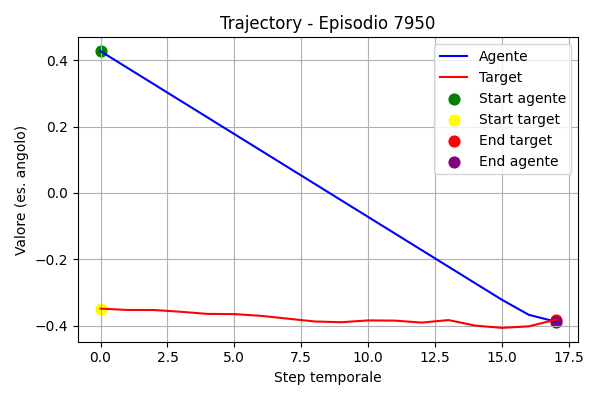 Trajectory - Episodio 7950
Valore (es. angolo)
0.4
0.2
0.0
−0.2
−0.4
Agente
Target
Start agente
Start target
End target
End agente
0.0 2.5 5.0 7.5 10.0 12.5 15.0 17.5
Step temporale